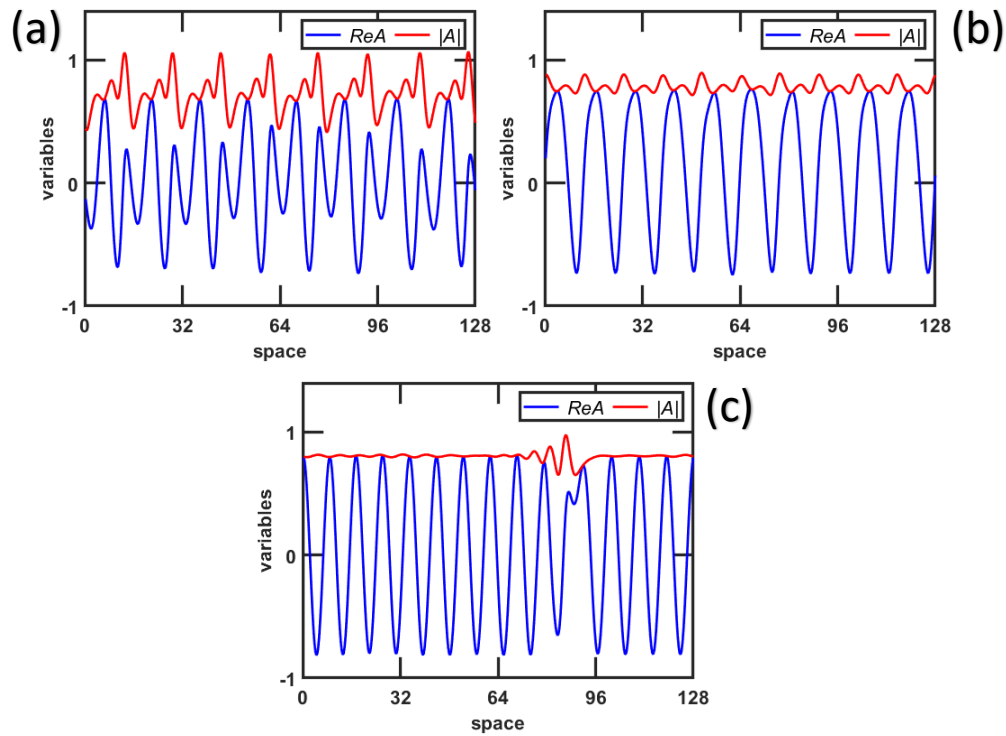 (a)
ReA |A|
1
0
-1
variables
0 32 64 96 128
space
(b)
ReA |A|
1
0
-1
variables
0 32 64 96 128
space
(c)
ReA |A|
1
0
-1
variables
0 32 64 96 128
space